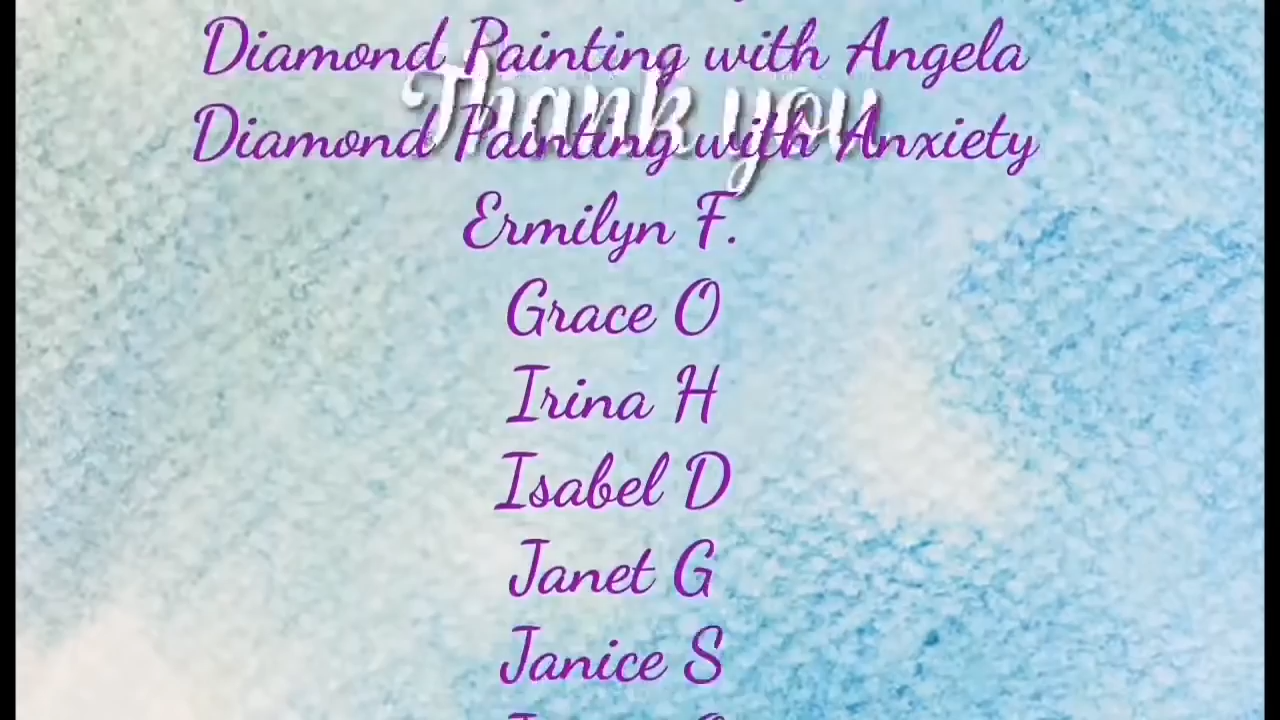 Diamond Painting with Angela
Thank you
Diamond Painting with Anxiety
Ermilyn F.
Grace O
Irina H
Isabel D
Janet G
Janice S